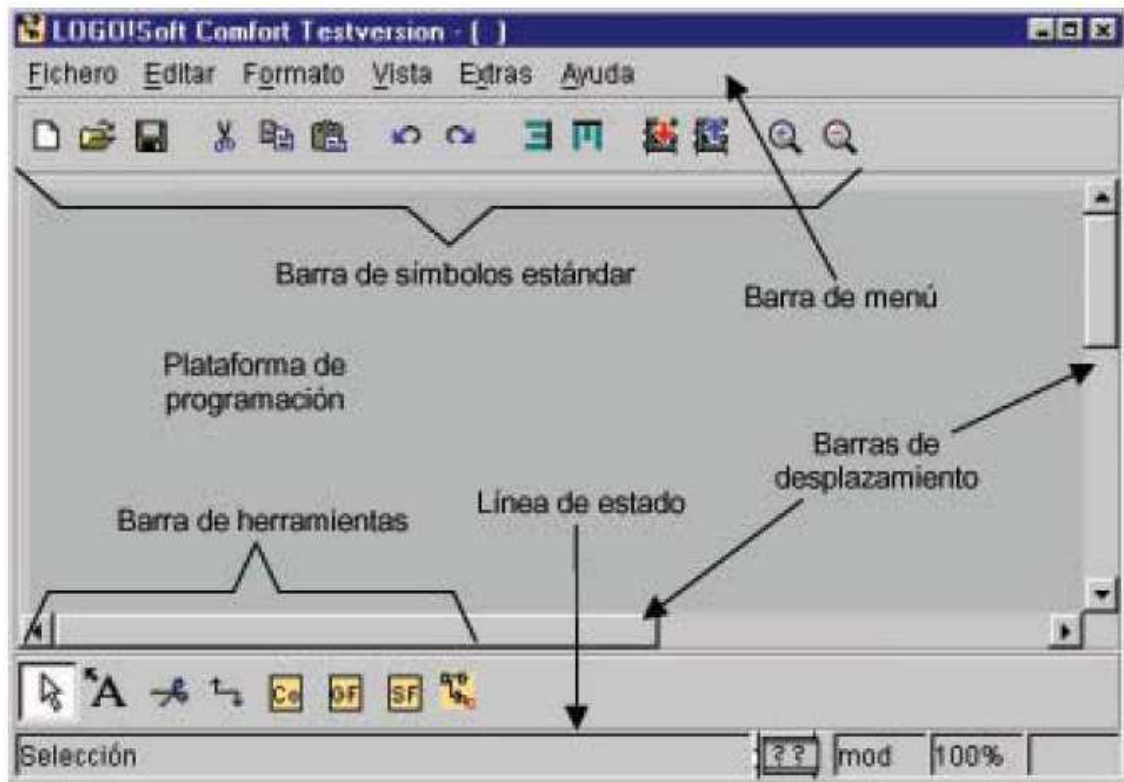 LOGO!Soft Comfort Testversion - [ ]
Fichero Editar Formato Vista Extras Ayuda
Barra de símbolos estándar
Barra de menú
Plataforma de
programación
Barras de
desplazamiento
Línea de estado
Barra de herramientas
A Co GF SF
Selección ?? mod 100%